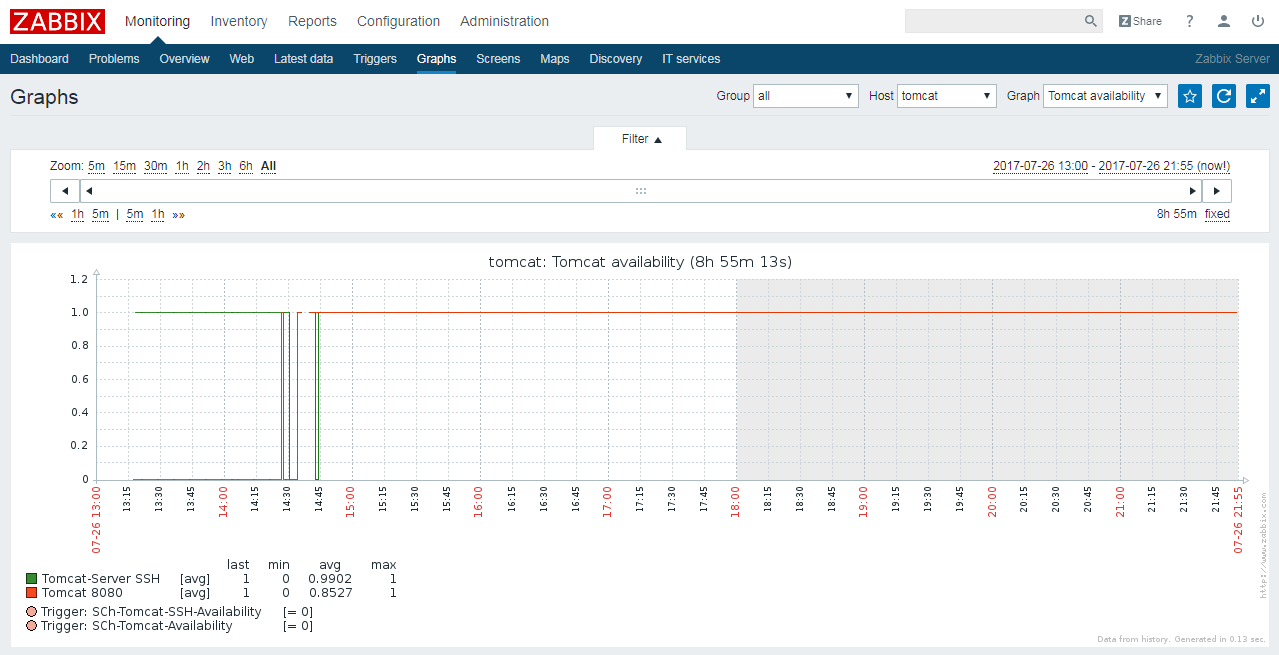 ZABBIX Monitoring Inventory Reports Configuration Administration Z Share ?
Dashboard Problems Overview Web Latest data Triggers Graphs Screens Maps Discovery IT services Zabbix Server
Graphs Group all Host tomcat Graph Tomcat availability
Filter
Zoom: 5m 15m 30m 1h 2h 3h 6h All 2017-07-26 13:00 - 2017-07-26 21:55 (now!)
«« 1h 5m | 5m 1h »» 8h 55m fixed
tomcat: Tomcat availability (8h 55m 13s)
1.2
1.0
0.8
0.6
0.4
0.2
0
07-26 13:00 13:15 13:30 13:45 14:00 14:15 14:30 14:45 15:00 15:15 15:30 15:45 16:00 16:15 16:30 16:45 17:00 17:15 17:30 17:45 18:00 18:15 18:30 18:45 19:00 19:15 19:30 19:45 20:00 20:15 20:30 20:45 21:00 21:15 21:30 21:45 07-26 21:55
http://www.zabbix.com
last min avg max
Tomcat-Server SSH [avg] 1 0 0.9902 1
Tomcat 8080 [avg] 1 0 0.8527 1
Trigger: SCh-Tomcat-SSH-Availability [= 0]
Trigger: SCh-Tomcat-Availability [= 0]
Data from history. Generated in 0.13 sec.